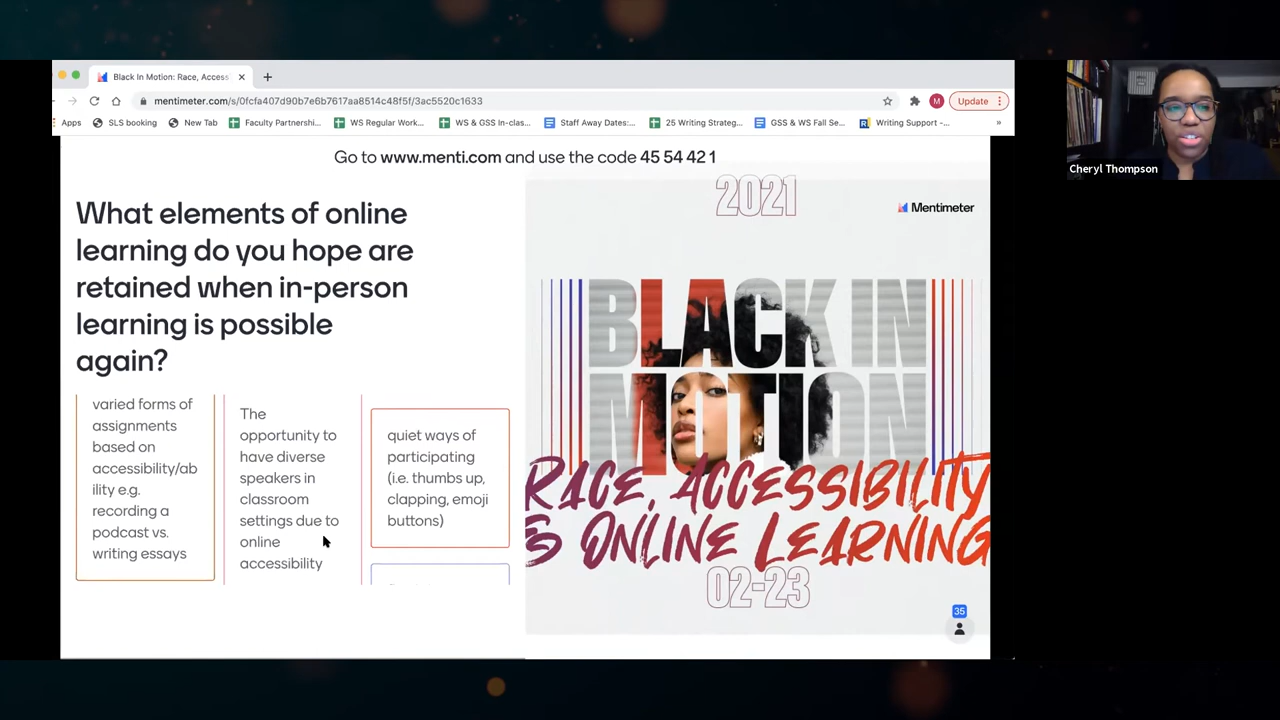 Black In Motion: Race, Access
mentimeter.com/s/0fcfa407d90b7e6b7617aa8514c48f5f/3ac5520c1633
M
Update
Apps
SLS booking
New Tab
Faculty Partnershi...
WS Regular Work...
WS & GSS In-clas...
Staff Away Dates:...
25 Writing Strateg...
GSS & WS Fall Se...
Writing Support -...
»
Cheryl Thompson
Go to www.menti.com and use the code 45 54 42 1
What elements of online
learning do you hope are
retained when in-person
learning is possible
again?
varied forms of
assignments
based on
accessibility/ab
ility e.g.
recording a
podcast vs.
writing essays
The
opportunity to
have diverse
speakers in
classroom
settings due to
online
accessibility
quiet ways of
participating
(i.e. thumbs up,
clapping, emoji
buttons)
2021
Mentimeter
BLACK IN
MOTION
RACE, ACCESSIBILITY
& ONLINE LEARNING
02-23
35